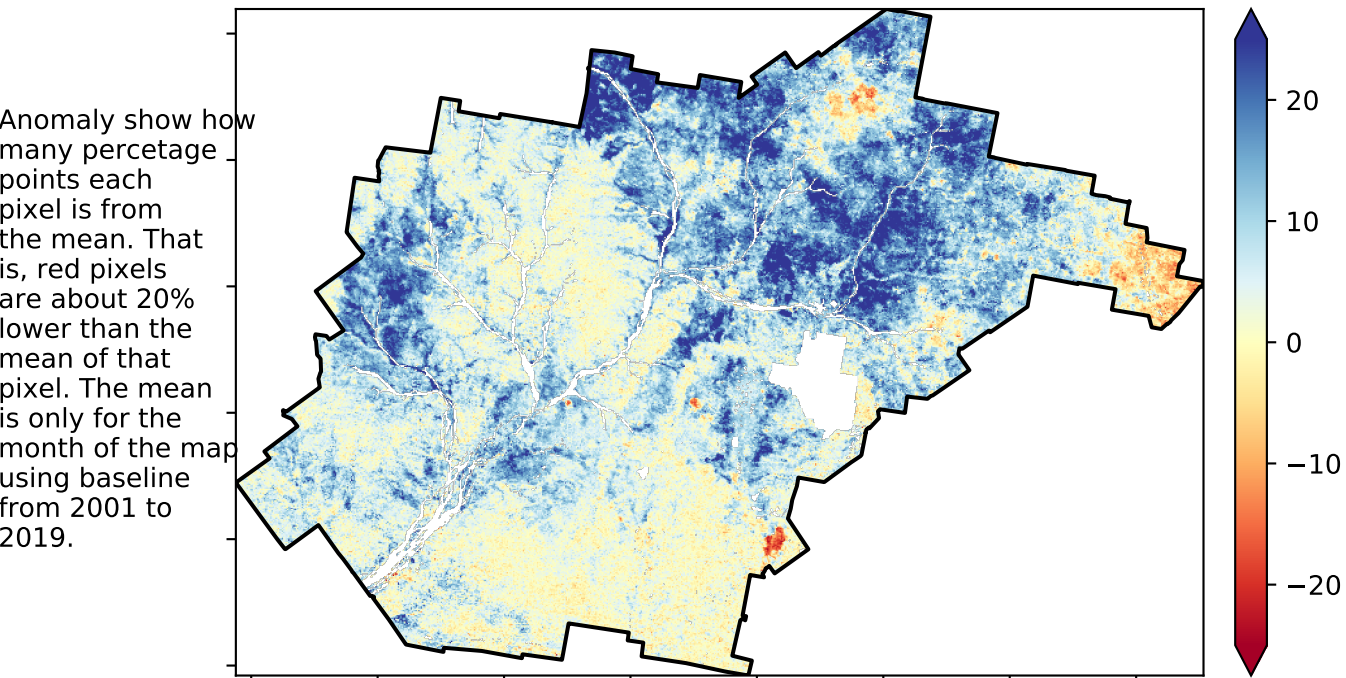 Anomaly show how
many percetage
points each
pixel is from
the mean. That
is, red pixels
are about 20%
lower than the
mean of that
pixel. The mean
is only for the
month of the map
using baseline
from 2001 to
2019.
20
10
0
−10
−20